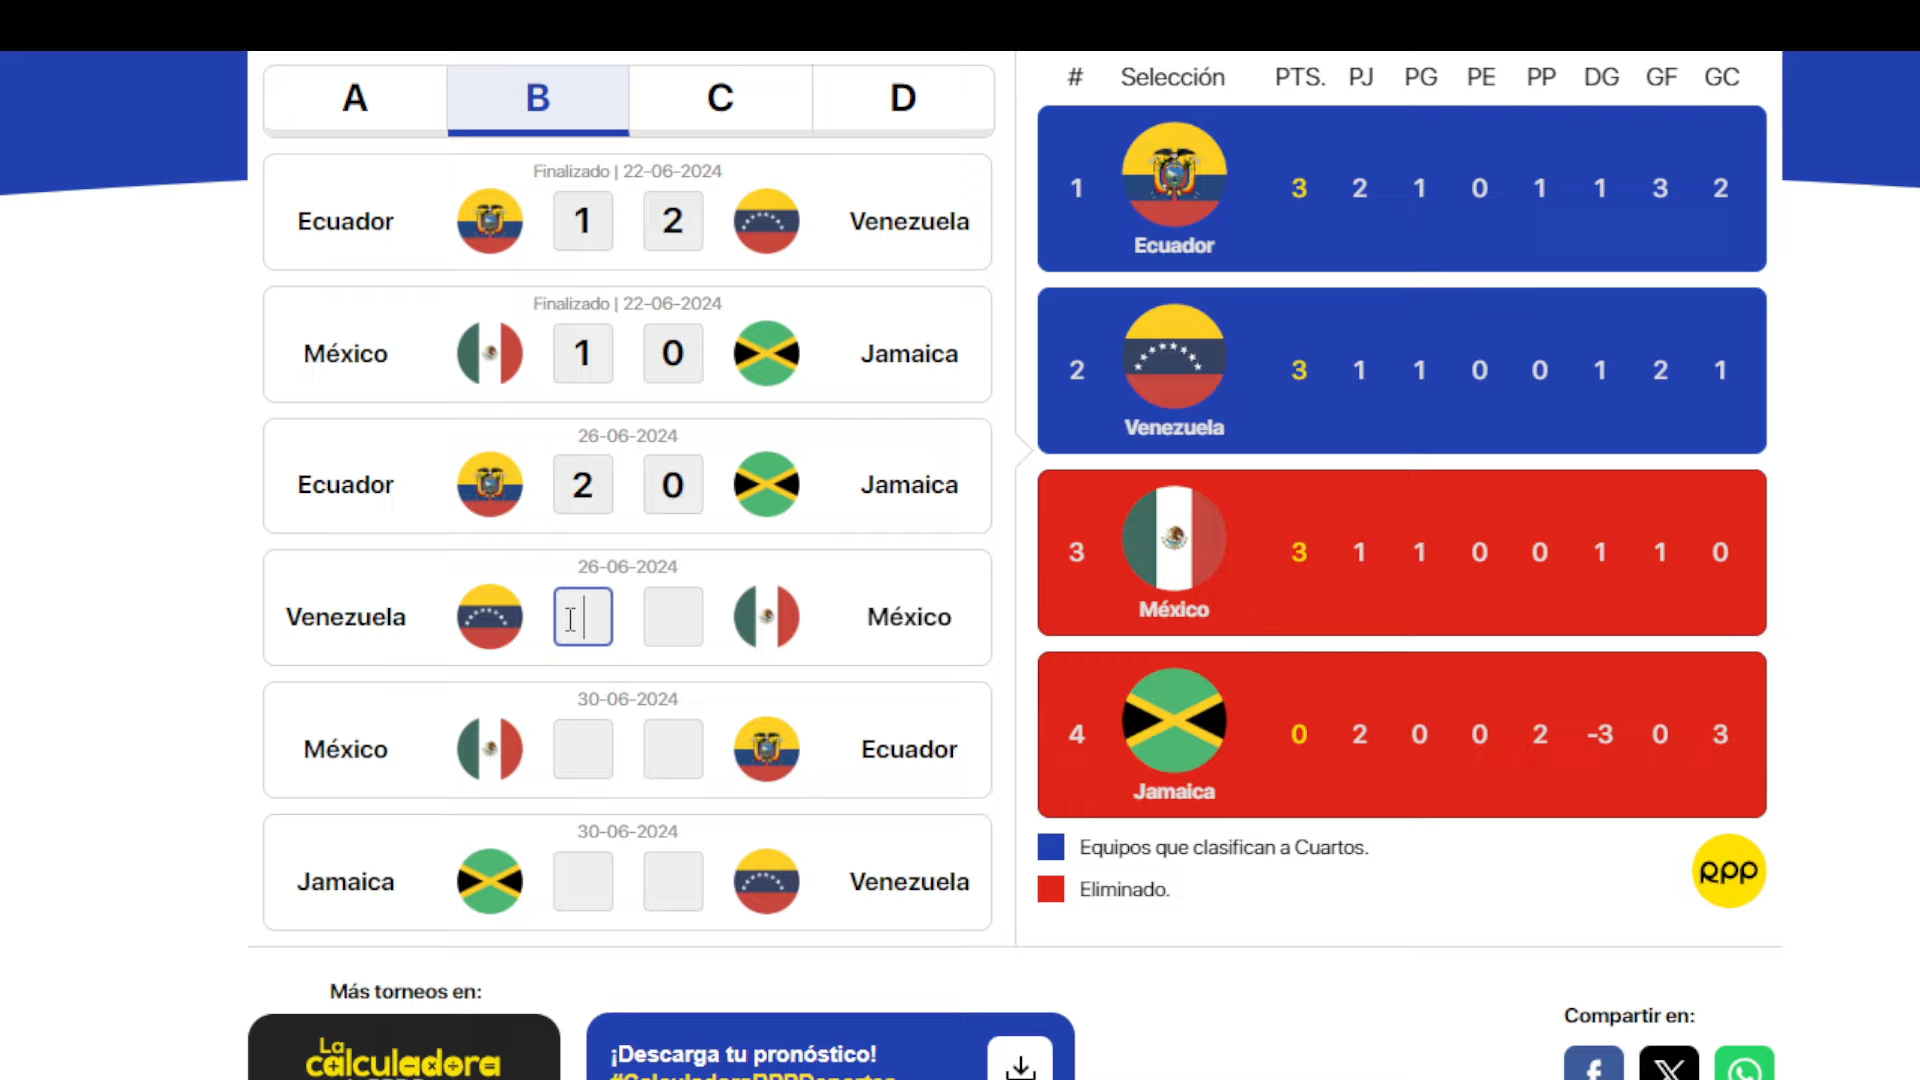 A B C D
Finalizado | 22-06-2024
Ecuador 1 2 Venezuela
Finalizado | 22-06-2024
México 1 0 Jamaica
26-06-2024
Ecuador 2 0 Jamaica
26-06-2024
Venezuela México
30-06-2024
México Ecuador
30-06-2024
Jamaica Venezuela
# Selección PTS. PJ PG PE PP DG GF GC
1 Ecuador 3 2 1 0 1 1 3 2
2 Venezuela 3 1 1 0 0 1 2 1
3 México 3 1 1 0 0 1 1 0
4 Jamaica 0 2 0 0 2 -3 0 3
Equipos que clasifican a Cuartos.
Eliminado.
RPP
Más torneos en:
La
calculadora
¡Descarga tu pronóstico!
#CalculadoraRPPDeportes
Compartir en: